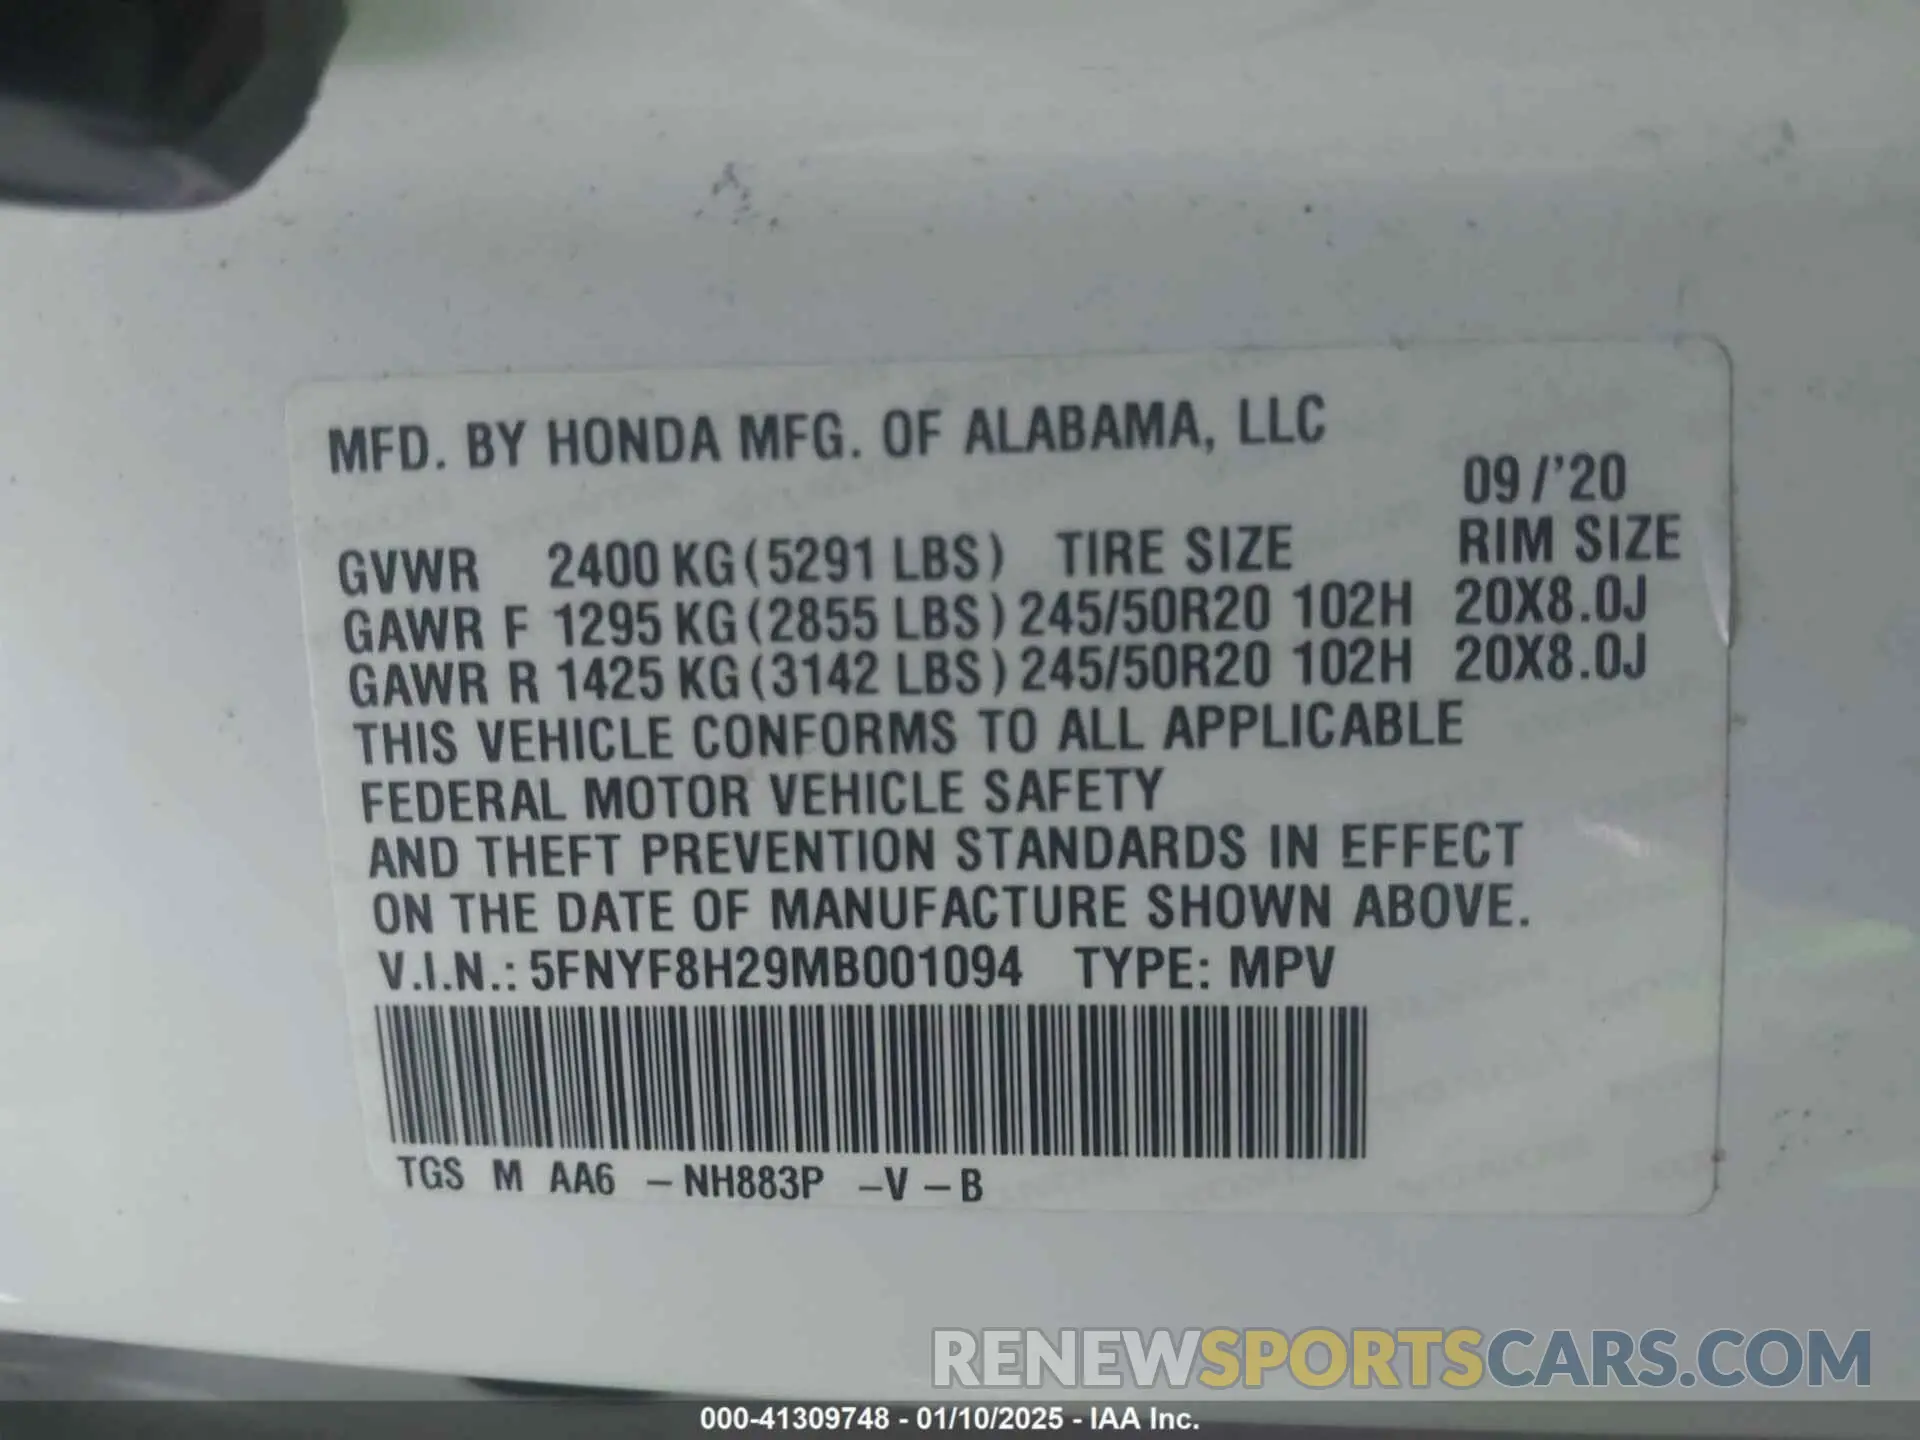 MFD. BY HONDA MFG. OF ALABAMA, LLC
09/'20
GVWR 2400 KG (5291 LBS) TIRE SIZE RIM SIZE
GAWR F 1295 KG (2855 LBS) 245/50R20 102H 20X8.0J
GAWR R 1425 KG (3142 LBS) 245/50R20 102H 20X8.0J
THIS VEHICLE CONFORMS TO ALL APPLICABLE
FEDERAL MOTOR VEHICLE SAFETY
AND THEFT PREVENTION STANDARDS IN EFFECT
ON THE DATE OF MANUFACTURE SHOWN ABOVE.
V.I.N.: 5FNYF8H29MB001094 TYPE: MPV
TGS M AA6 -NH883P -V -B
RENEWSPORTSCARS.COM
000-41309748 - 01/10/2025 - IAA Inc.